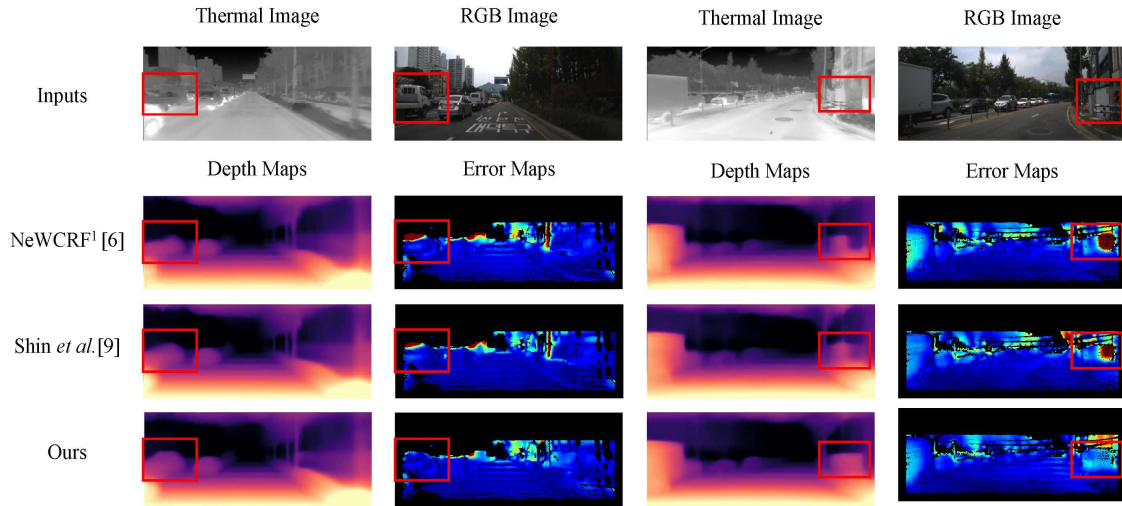 Thermal Image RGB Image Thermal Image RGB Image
Inputs
Depth Maps Error Maps Depth Maps Error Maps
NeWCRF¹ [6]
Shin et al.[9]
Ours